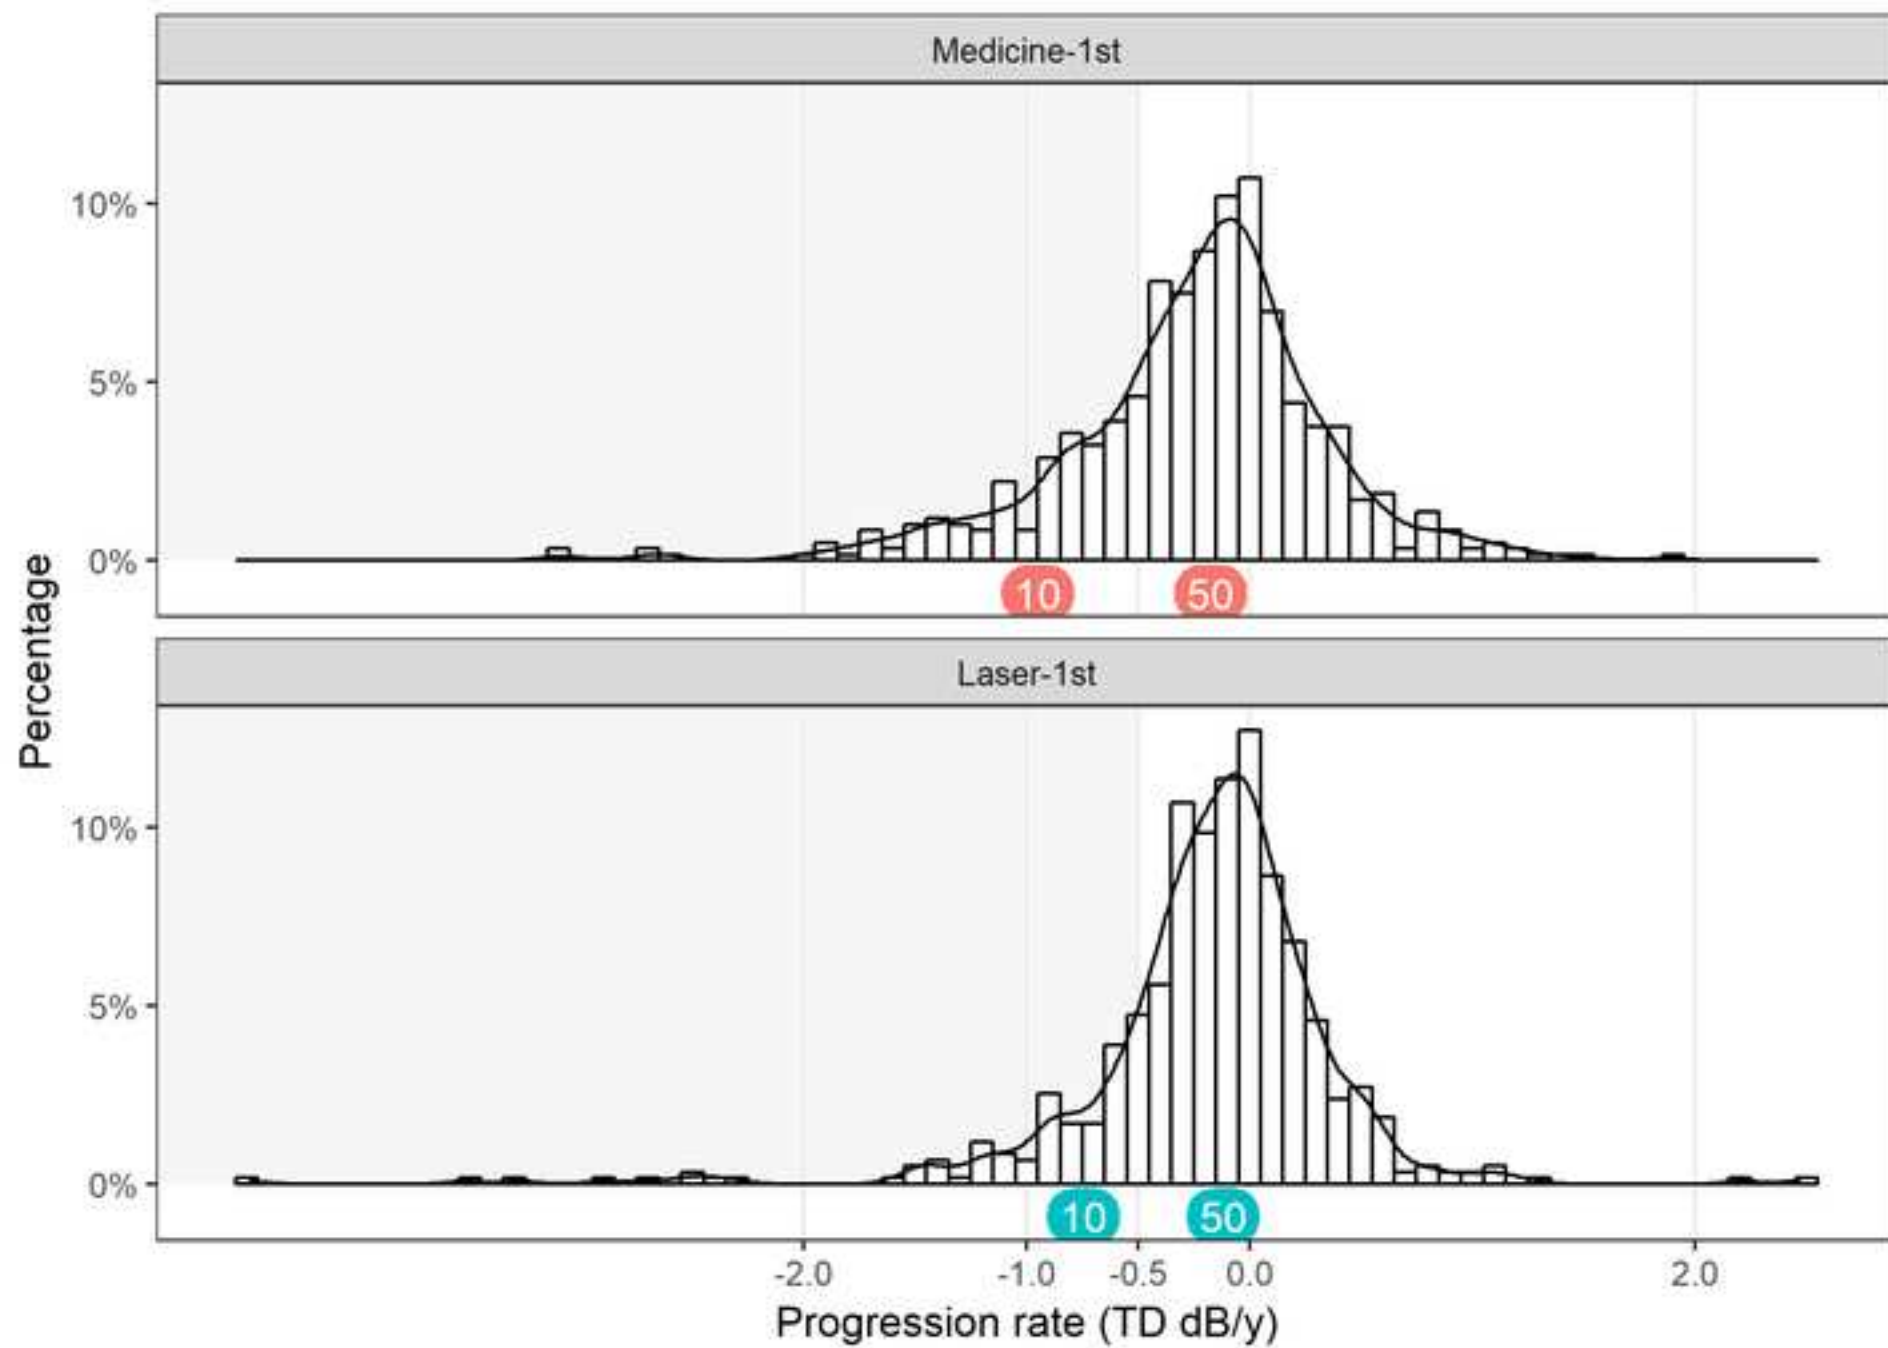 Medicine-1st
10%
5%
0%
10 50
Percentage
Laser-1st
10%
5%
0%
10 50
-2.0 -1.0 -0.5 0.0 2.0
Progression rate (TD dB/y)